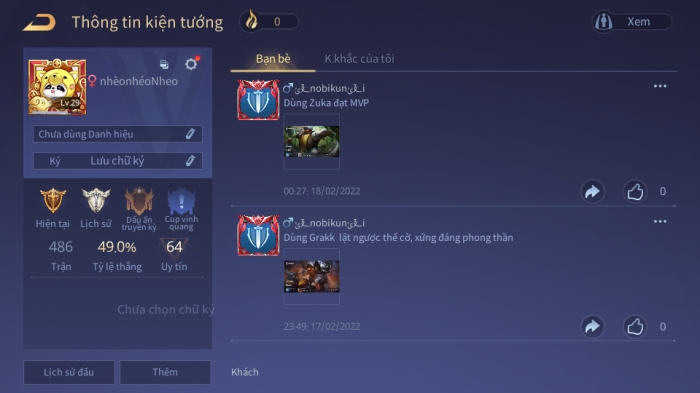 Thông tin kiện tướng
0
Xem
nhèonhéoNheo
Lv.29
Chưa dùng Danh hiệu
Ký Lưu chữ ký
Hiện tại
Lịch sử
Dấu ấn truyền kỳ
Cup vinh quang
486
49.0%
64
Trận
Tỷ lệ thắng
Uy tín
Chưa chọn chữ ký
Lịch sử đấu
Thêm
Bạn bè
K.khắc của tôi
_nobikun
_i
Dùng Zuka đạt MVP
00:27: 18/02/2022
0
_nobikun
_i
Dùng Grakk lật ngược thế cờ, xứng đáng phong thần
23:49: 17/02/2022
0
Khách